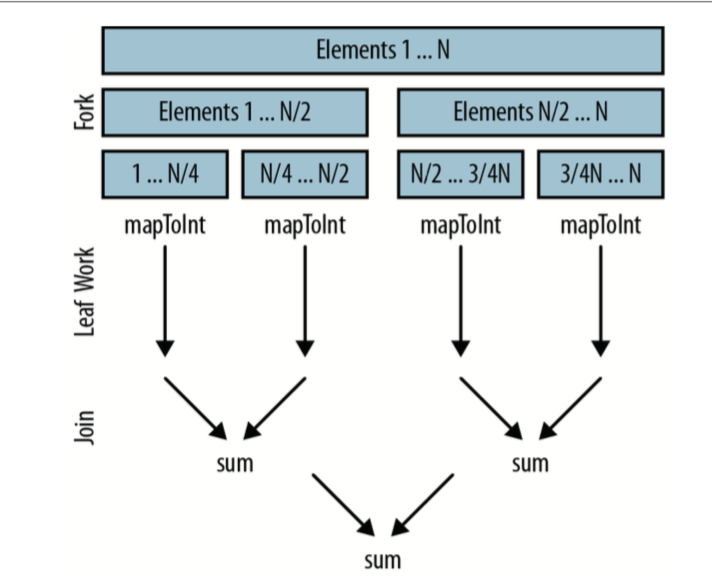 Elements 1 ... N
Fork
Elements 1 ... N/2
Elements N/2 ... N
1 ... N/4
N/4 ... N/2
N/2 ... 3/4N
3/4N ... N
mapToInt
mapToInt
mapToInt
mapToInt
Leaf Work
Join
sum
sum
sum